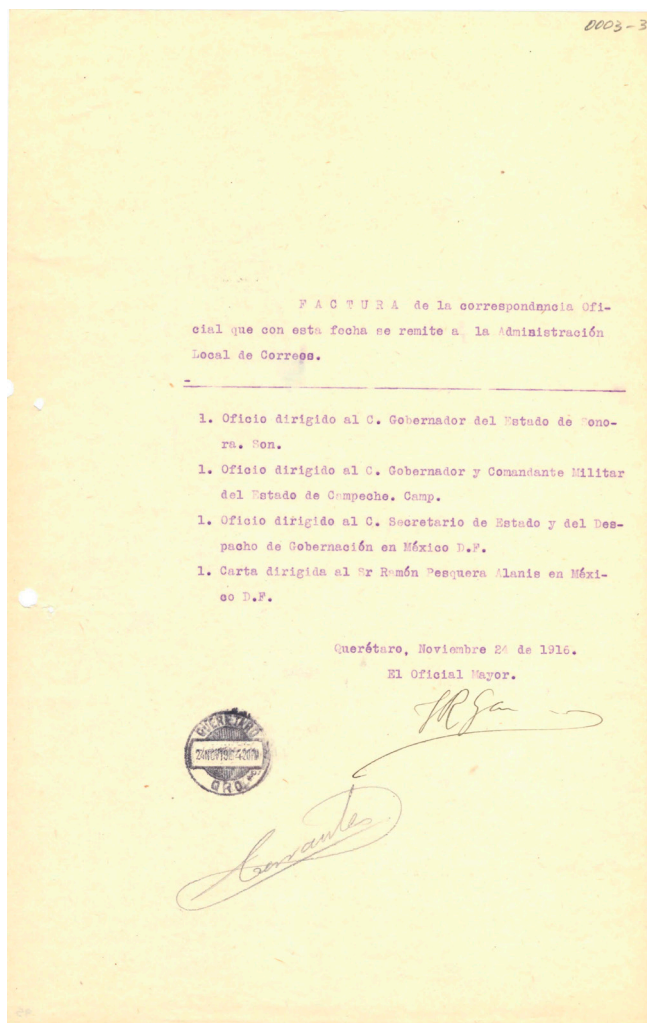 0003-3
F A C T U R A de la correspondencia Ofi-
cial que con esta fecha se remite a la Administración
Local de Correos.
1. Oficio dirigido al C. Gobernador del Estado de Sono-
ra. Son.
1. Oficio dirigido al C. Gobernador y Comandante Militar
del Estado de Campeche. Camp.
1. Oficio dirigido al C. Secretario de Estado y del Des-
pacho de Gobernación en México D.F.
1. Carta dirigida al Sr Ramón Pesquera Alanis en Méxi-
co D.F.
Querétaro, Noviembre 24 de 1916.
El Oficial Mayor.
QUERETARO
QRO.
Cervantes